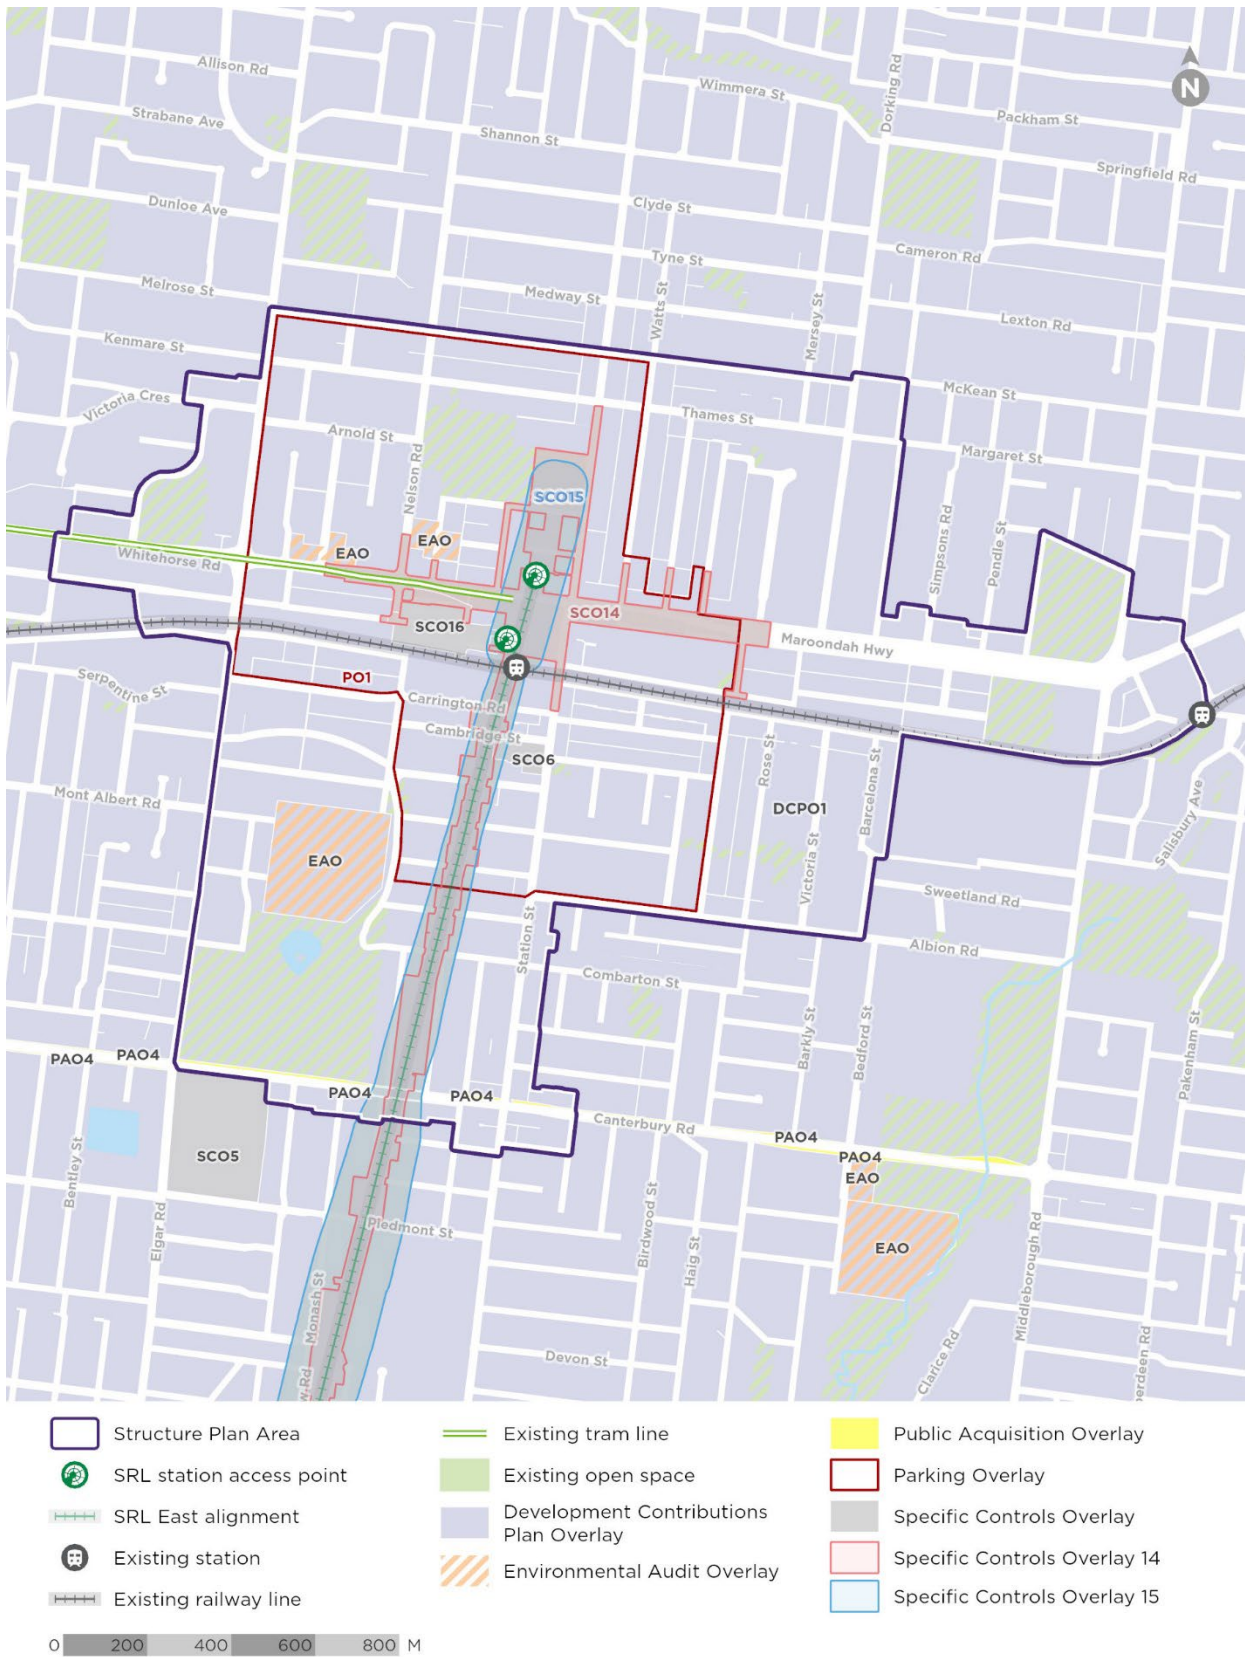 Allison Rd
Wimmera St
Dorking Rd
N
Strabane Ave
Shannon St
Packham St
Springfield Rd
Dunloe Ave
Clyde St
Tyne St
Cameron Rd
Melrose St
Medway St
Watts St
Mersey St
Lexton Rd
Kenmare St
McKean St
Victoria Cres
Thames St
Arnold St
Margaret St
Nelson Rd
SCO15
Simpsons Rd
Pendle St
EAO
EAO
Whitehorse Rd
SCO14
SCO16
Maroondah Hwy
Serpentine St
PO1
Carrington Rd
Cambridge St
SCO6
Rose St
Barcelona St
Mont Albert Rd
DCPO1
Salisbury Ave
EAO
Victoria St
Sweetland Rd
Station St
Albion Rd
Combarton St
Barkly St
Bedford St
Pakenham St
PAO4
PAO4
PAO4
PAO4
Canterbury Rd
PAO4
PAO4
EAO
SCO5
Bentley St
Elgar Rd
Piedmont St
Birdwood St
Haig St
EAO
Middleborough Rd
Monash St
Devon St
Clarice Rd
berdeen Rd
w Rd
Structure Plan Area
SRL station access point
SRL East alignment
Existing station
Existing railway line
Existing tram line
Existing open space
Development Contributions
Plan Overlay
Environmental Audit Overlay
Public Acquisition Overlay
Parking Overlay
Specific Controls Overlay
Specific Controls Overlay 14
Specific Controls Overlay 15
0 200 400 600 800 M